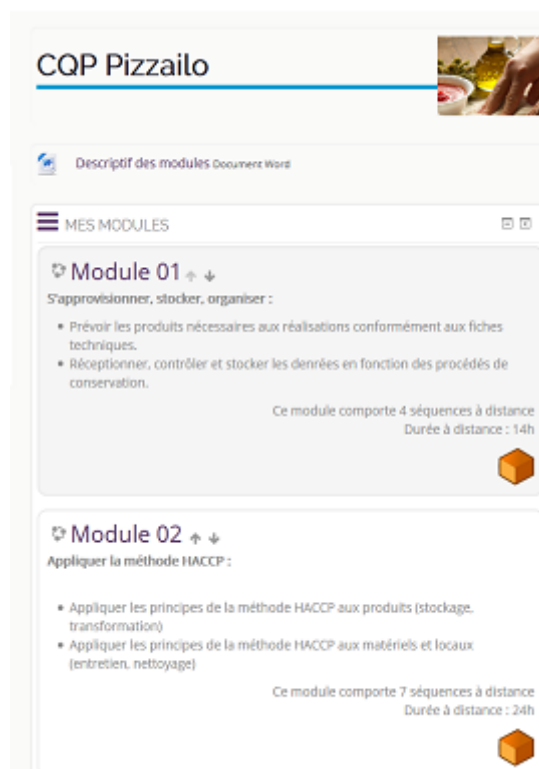 CQP Pizzailo
Descriptif des modules Document Word
MES MODULES
Module 01
S'approvisionner, stocker, organiser :
Prévoir les produits nécessaires aux réalisations conformément aux fiches
techniques.
Réceptionner, contrôler et stocker les denrées en fonction des procédés de
conservation.
Ce module comporte 4 séquences à distance
Durée à distance : 14h
Module 02
Appliquer la méthode HACCP :
Appliquer les principes de la méthode HACCP aux produits (stockage,
transformation)
Appliquer les principes de la méthode HACCP aux matériels et locaux
(entretien, nettoyage)
Ce module comporte 7 séquences à distance
Durée à distance : 24h